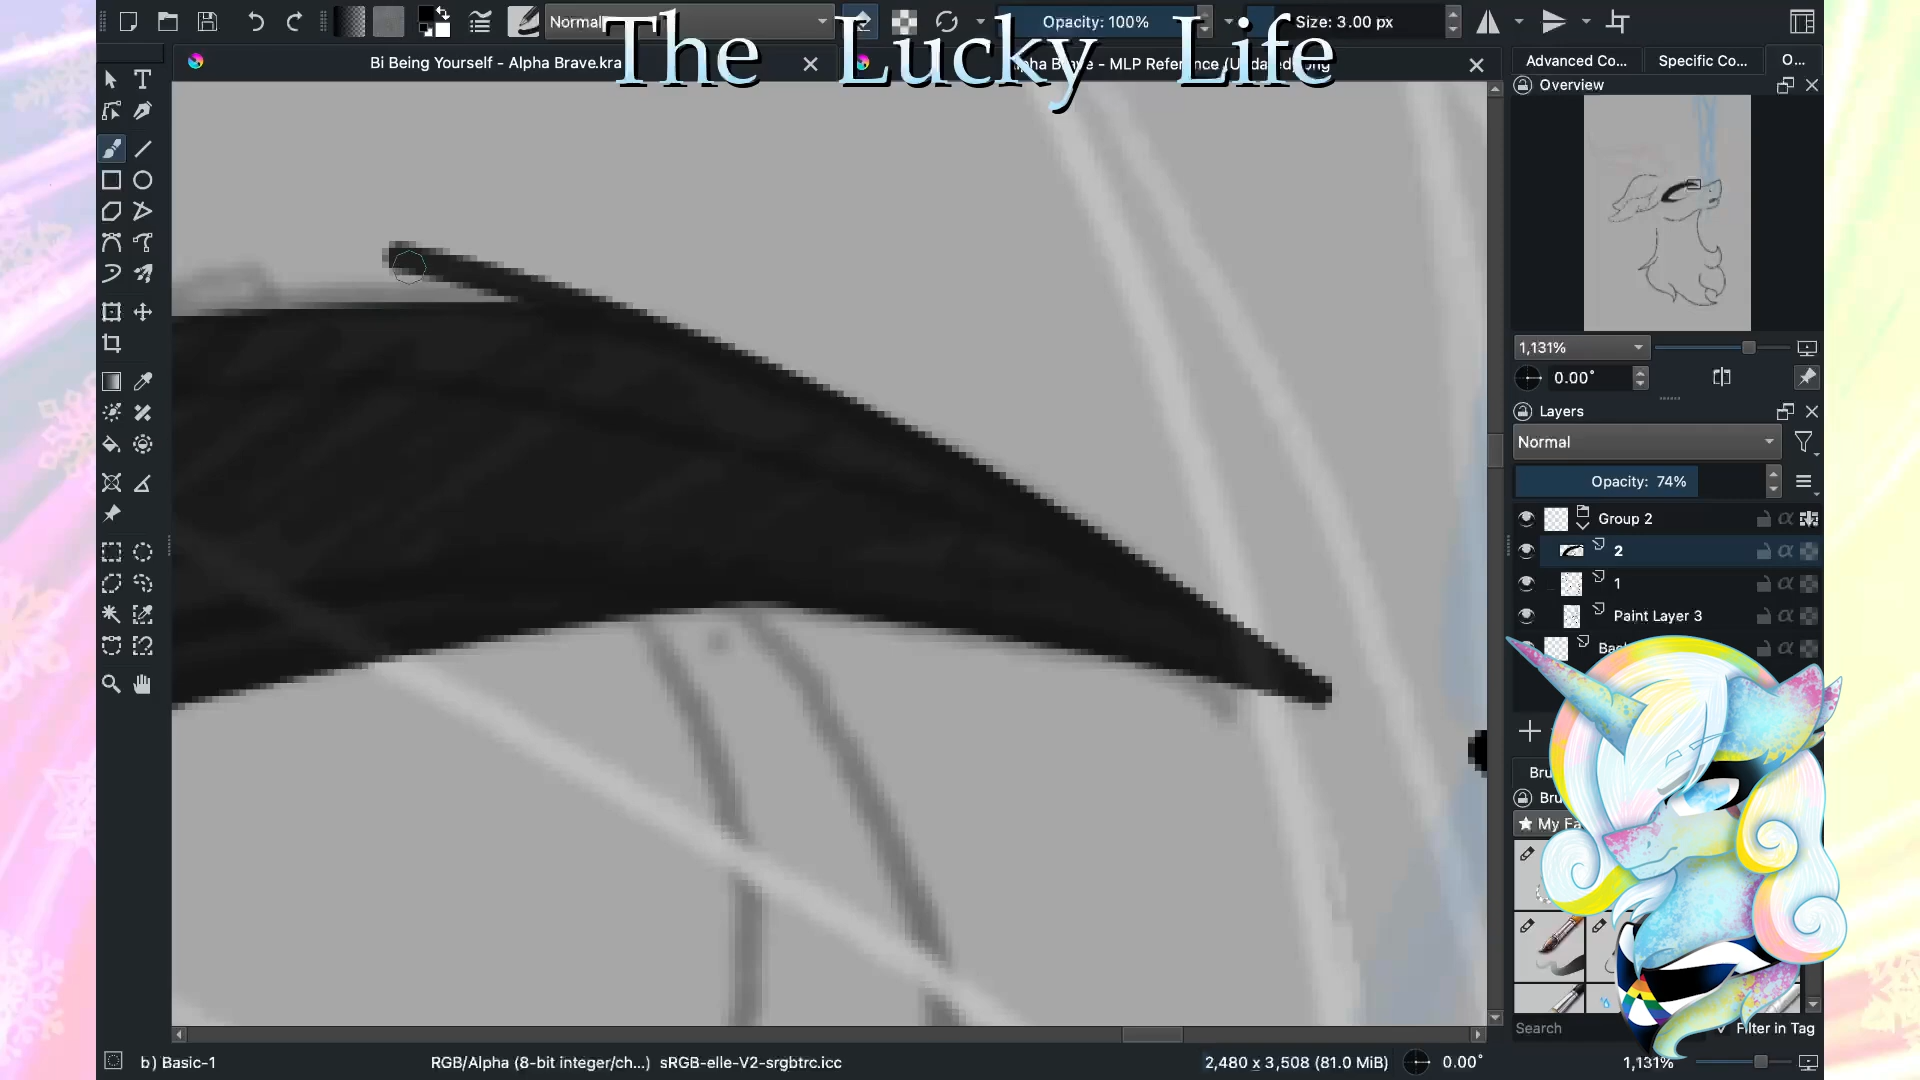 Normal
Opacity: 100%
Size: 3.00 px
The Lucky Life
Bi Being Yourself - Alpha Brave.kra
Advanced Co...
Specific Co...
O...
Overview
1,131%
0.00°
Layers
Normal
Opacity: 74%
Group 2
2
1
Paint Layer 3
Search
Filter in Tag
b) Basic-1
RGB/Alpha (8-bit integer/ch...) sRGB-elle-V2-srgbtrc.icc
2,480 x 3,508 (81.0 MiB)
0.00°
1,131%